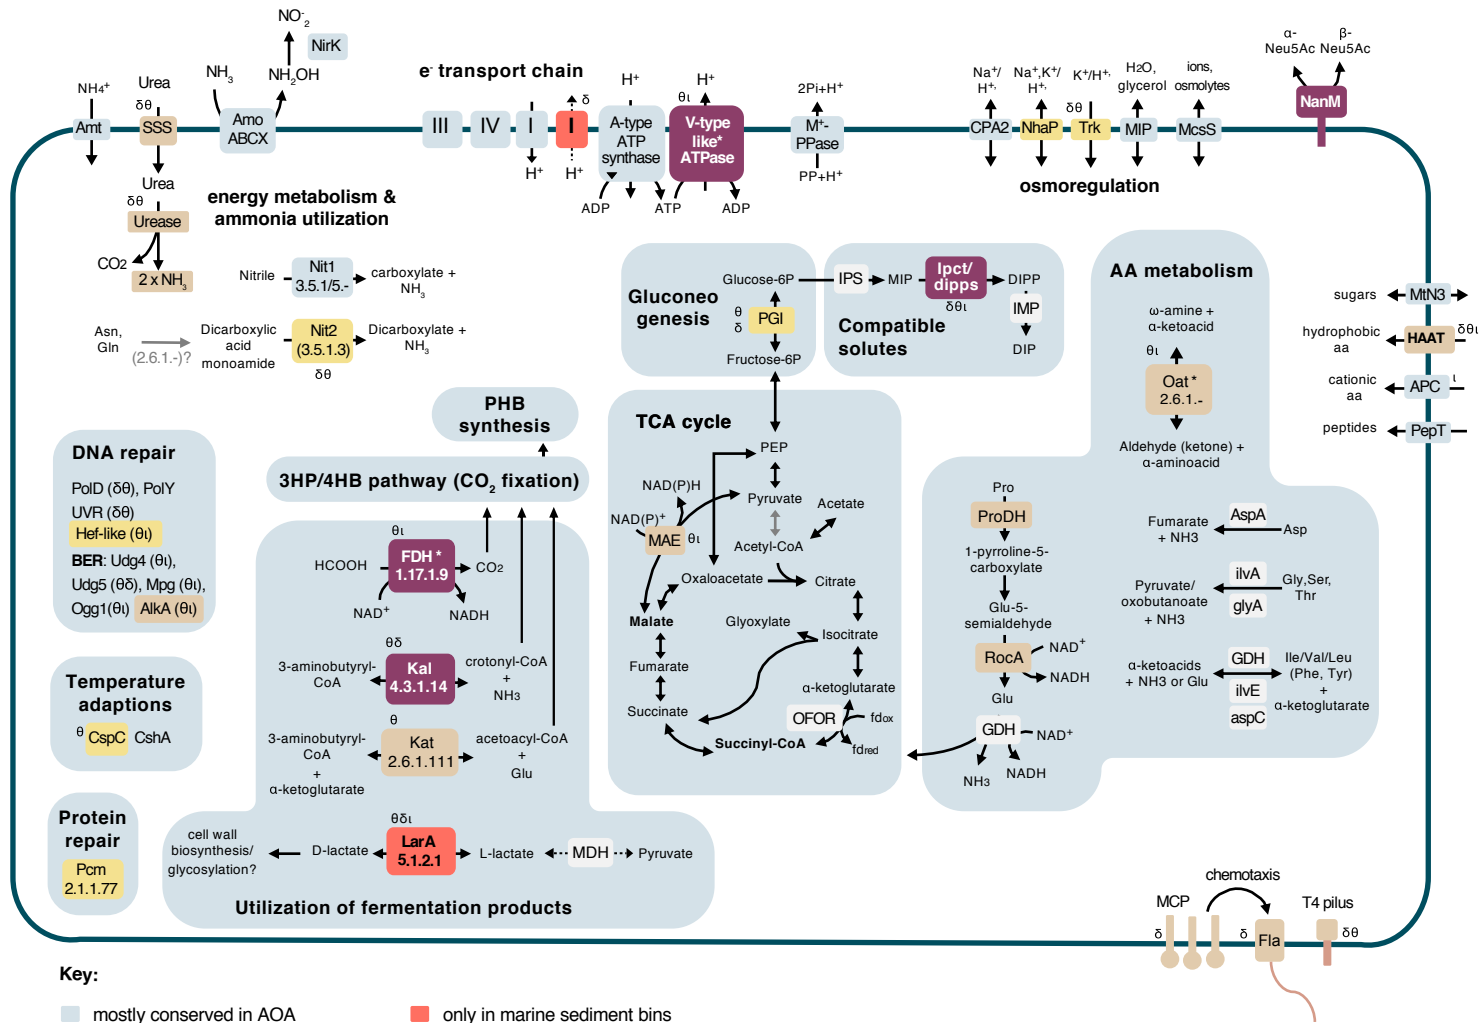 NO-2
NirK
NH3
NH2OH
Amo
ABCX
NH4+
Amt
Urea
δθ
SSS
Urea
δθ
Urease
CO2
2 x NH3
energy metabolism &
ammonia utilization
e- transport chain
III
IV
I
H+
δ
I
H+
H+
A-type
ATP
synthase
ADP
ATP
θι
H+
V-type
like*
ATPase
ADP
2Pi+H+
M+-
PPase
PP+H+
Na+/
H+,
CPA2
Na+,K+/
H+,
NhaP
K+/H+,
δθ
Trk
H2O,
glycerol
MIP
ions,
osmolytes
McsS
osmoregulation
α-
Neu5Ac
β-
Neu5Ac
NanM
Nitrile
Nit1
3.5.1/5.-
carboxylate +
NH3
Asn,
Gln
(2.6.1.-)?
Dicarboxylic
acid
monoamide
Nit2
(3.5.1.3)
δθ
Dicarboxylate +
NH3
Gluconeo
genesis
Glucose-6P
θ
δ
PGI
Fructose-6P
IPS
MIP
Ipct/
dipps
δθι
DIPP
IMP
DIP
Compatible
solutes
AA metabolism
ω-amine +
α-ketoacid
θι
Oat *
2.6.1.-
Aldehyde (ketone) +
α-aminoacid
sugars
MtN3
hydrophobic
aa
HAAT
δθι
cationic
aa
APC
ι
peptides
PepT
PHB
synthesis
3HP/4HB pathway (CO2 fixation)
DNA repair
PolD (δθ), PolY
UVR (δθ)
Hef-like (θι)
BER: Udg4 (θι),
Udg5 (θδ), Mpg (θι),
Ogg1(θι) AlkA (θι)
Temperature
adaptions
θ CspC CshA
Protein
repair
Pcm
2.1.1.77
θι
HCOOH
FDH *
1.17.1.9
CO2
NAD+
NADH
θδ
3-aminobutyryl-
CoA
Kal
4.3.1.14
crotonyl-CoA
+
NH3
θ
3-aminobutyryl-
CoA
+
α-ketoglutarate
Kat
2.6.1.111
acetoacyl-CoA
+
Glu
θδι
cell wall
biosynthesis/
glycosylation?
D-lactate
LarA
5.1.2.1
L-lactate
MDH
Pyruvate
Utilization of fermentation products
TCA cycle
PEP
NAD(P)H
Pyruvate
Acetate
NAD(P)+
MAE
θι
Acetyl-CoA
Oxaloacetate
Citrate
Malate
Glyoxylate
Isocitrate
Fumarate
α-ketoglutarate
Succinate
OFOR
fdox
Succinyl-CoA
fdred
Pro
ProDH
1-pyrroline-5-
carboxylate
Glu-5-
semialdehyde
RocA
NAD+
NADH
Glu
GDH
NAD+
NH3
NADH
Fumarate
+ NH3
AspA
Asp
Pyruvate/
oxobutanoate
+ NH3
ilvA
glyA
Gly,Ser,
Thr
α-ketoacids
+ NH3 or Glu
GDH
ilvE
aspC
Ile/Val/Leu
(Phe, Tyr)
+
α-ketoglutarate
chemotaxis
MCP
δ
δ
Fla
T4 pilus
δθ
Key:
mostly conserved in AOA
only in marine sediment bins